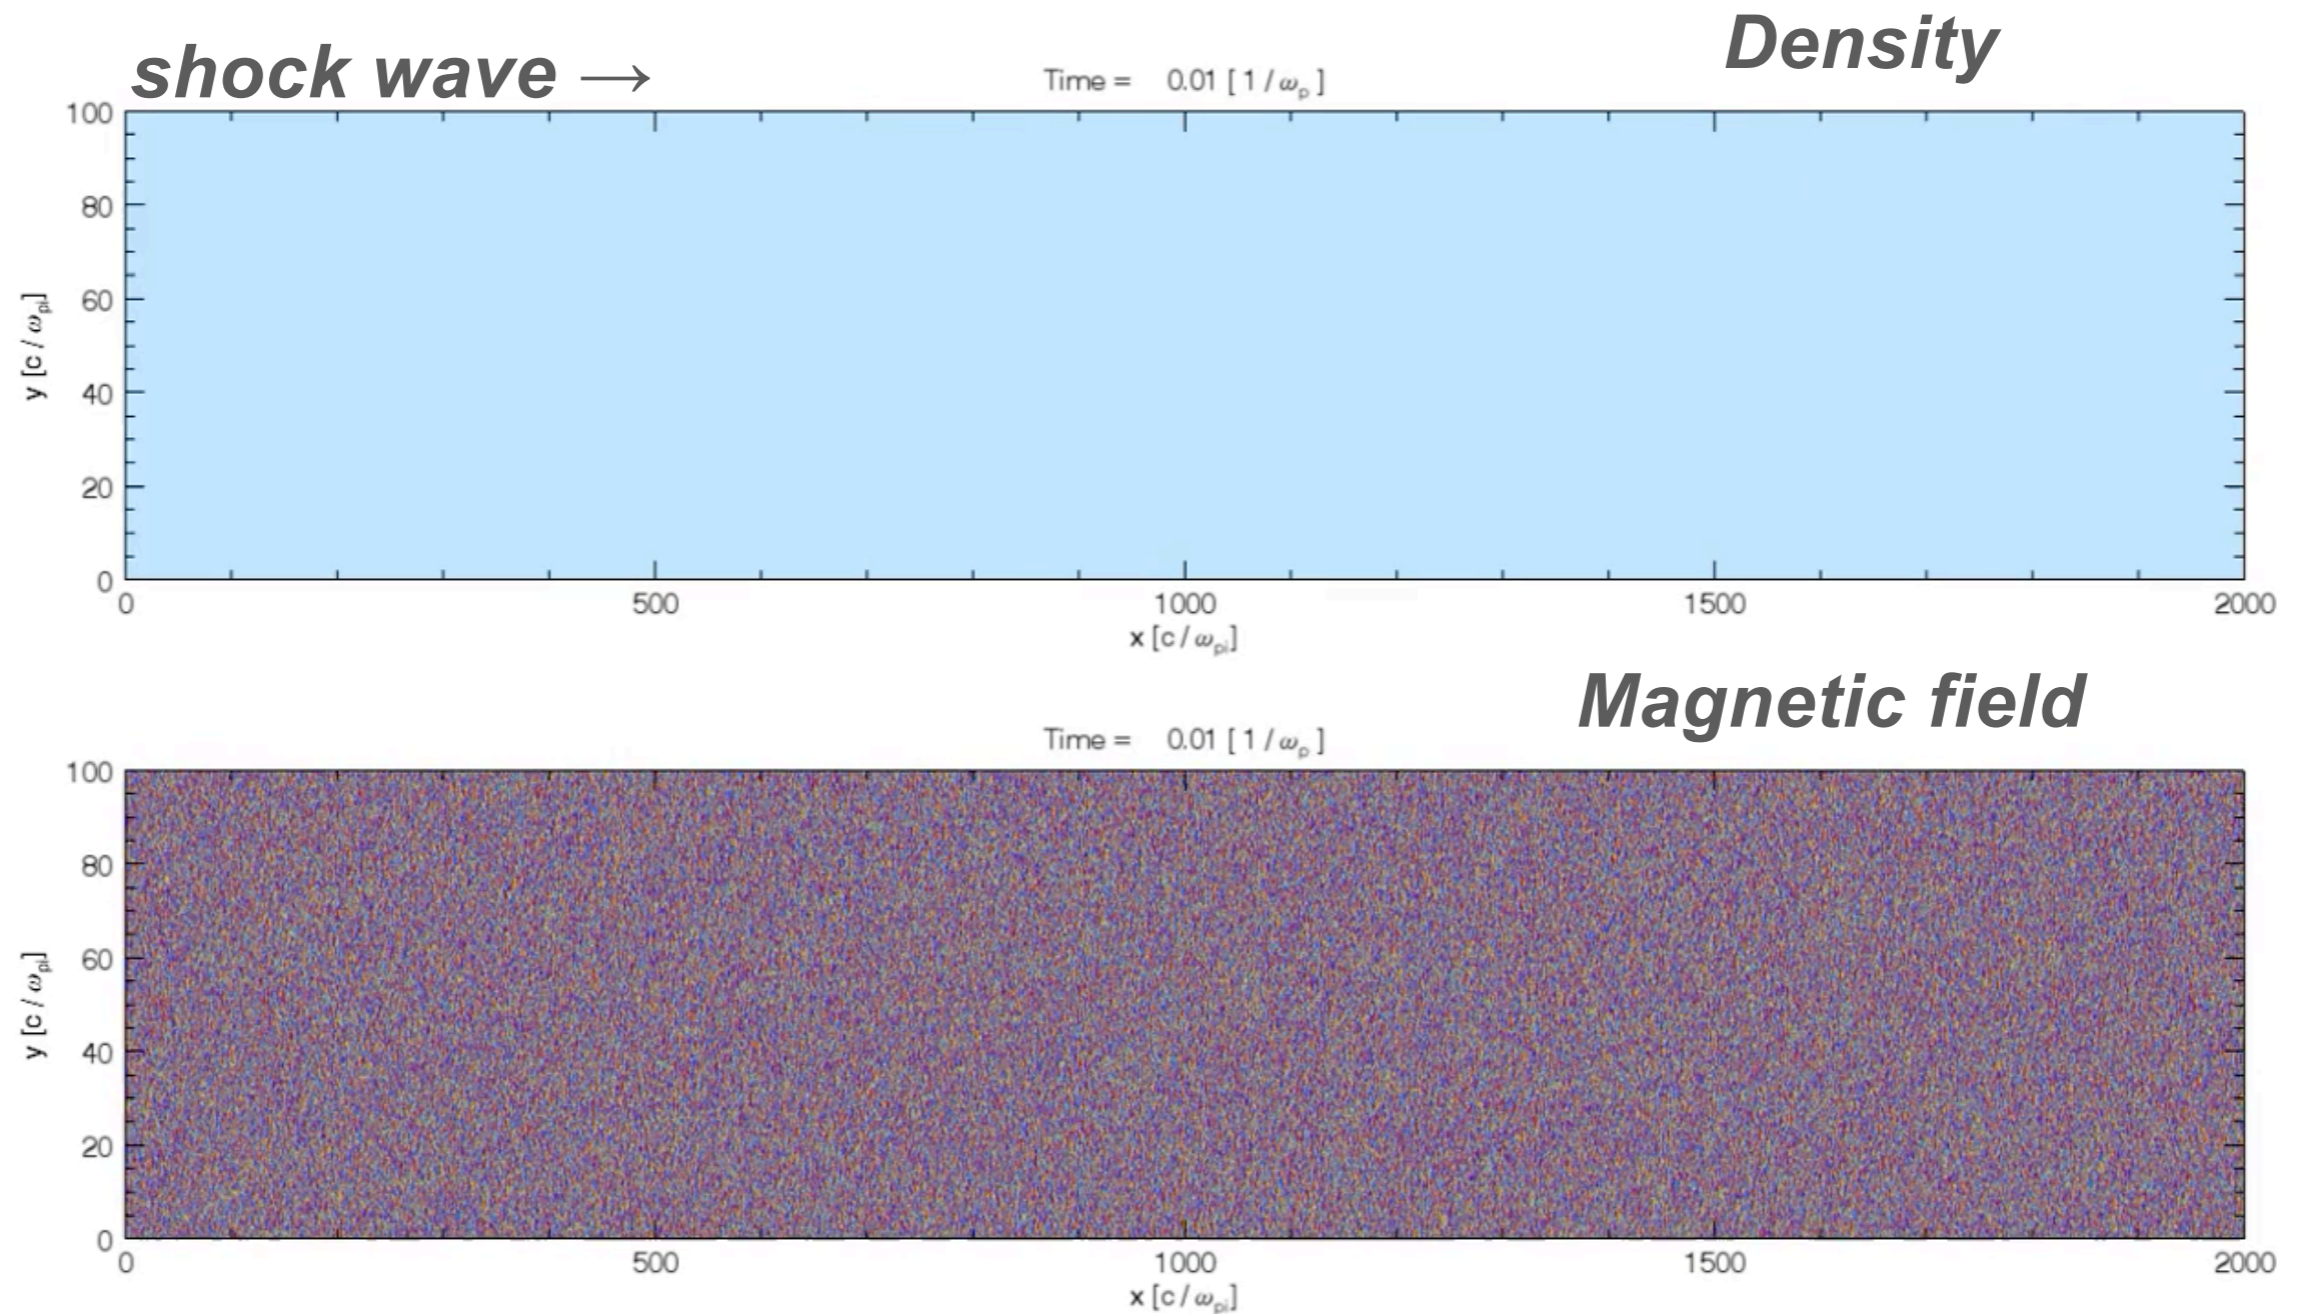 Density
shock wave →
Time = 0.01 [ 1 / ωp ]
100
80
60
40
20
0
y [c / ωpi]
0 500 1000 1500 2000
x [c / ωpi]
Magnetic field
Time = 0.01 [ 1 / ωp ]
100
80
60
40
20
0
y [c / ωpi]
0 500 1000 1500 2000
x [c / ωpi]